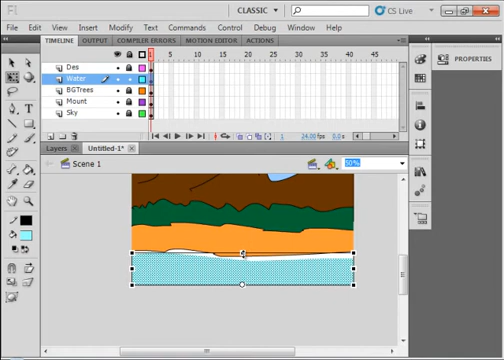 Fl CLASSIC CS Live
File Edit View Insert Modify Text Commands Control Debug Window Help
TIMELINE OUTPUT COMPILER ERRORS MOTION EDITOR ACTIONS
1 5 10 15 20 25 30 35 40 45
Des
Water
BGTrees
Mount
Sky
1 24.00 fps 0.0 s
Layers Untitled-1*
Scene 1 50%
PROPERTIES